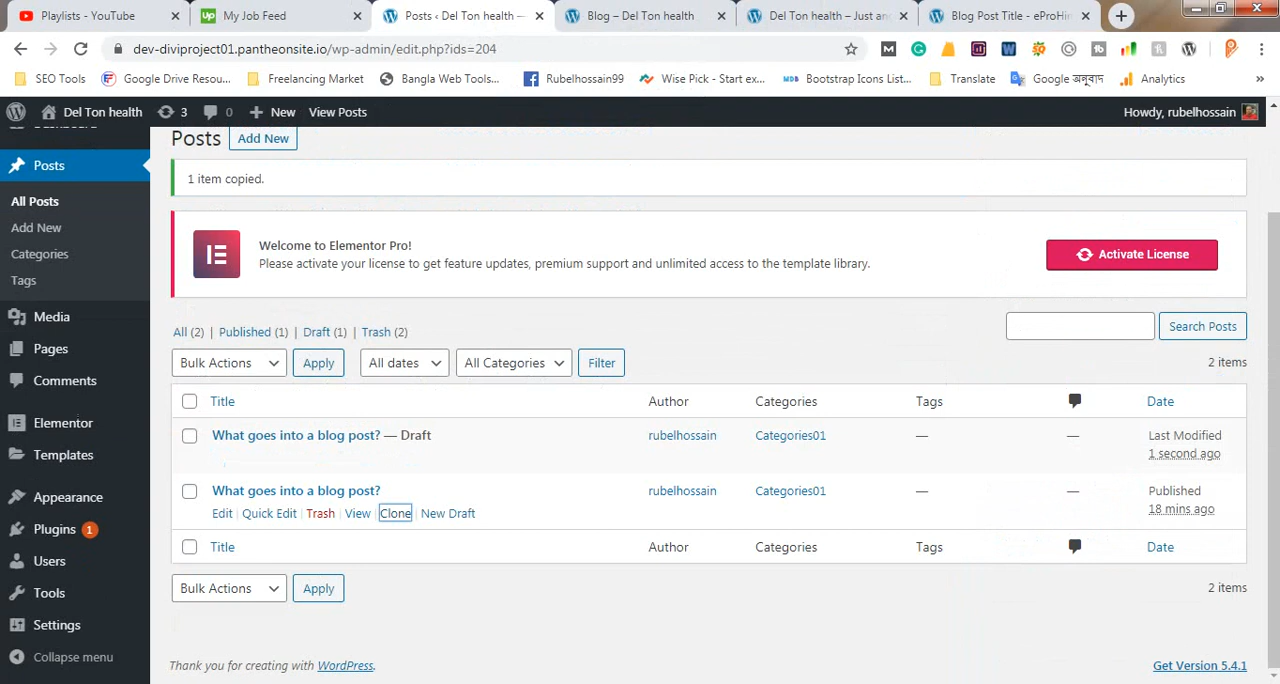 Playlists - YouTube
My Job Feed
Posts ‹ Del Ton health —
Blog – Del Ton health
Del Ton health – Just an
Blog Post Title - eProHin
dev-diviproject01.pantheonsite.io/wp-admin/edit.php?ids=204
SEO Tools
Google Drive Resou...
Freelancing Market
Bangla Web Tools...
Rubelhossain99
Wise Pick - Start ex...
Bootstrap Icons List...
Translate
Google অনুবাদ
Analytics
»
Del Ton health
3
0
New
View Posts
Howdy, rubelhossain
Posts
All Posts
Add New
Categories
Tags
Media
Pages
Comments
Elementor
Templates
Appearance
Plugins 1
Users
Tools
Settings
Collapse menu
Posts
Add New
1 item copied.
Welcome to Elementor Pro!
Please activate your license to get feature updates, premium support and unlimited access to the template library.
Activate License
All (2) | Published (1) | Draft (1) | Trash (2)
Search Posts
Bulk Actions
Apply
All dates
All Categories
Filter
2 items
Title Author Categories Tags Date
What goes into a blog post? — Draft rubelhossain Categories01 — — Last Modified
1 second ago
What goes into a blog post? rubelhossain Categories01 — — Published
Edit | Quick Edit | Trash | View | Clone | New Draft 18 mins ago
Title Author Categories Tags Date
Bulk Actions
Apply
2 items
Thank you for creating with WordPress.
Get Version 5.4.1